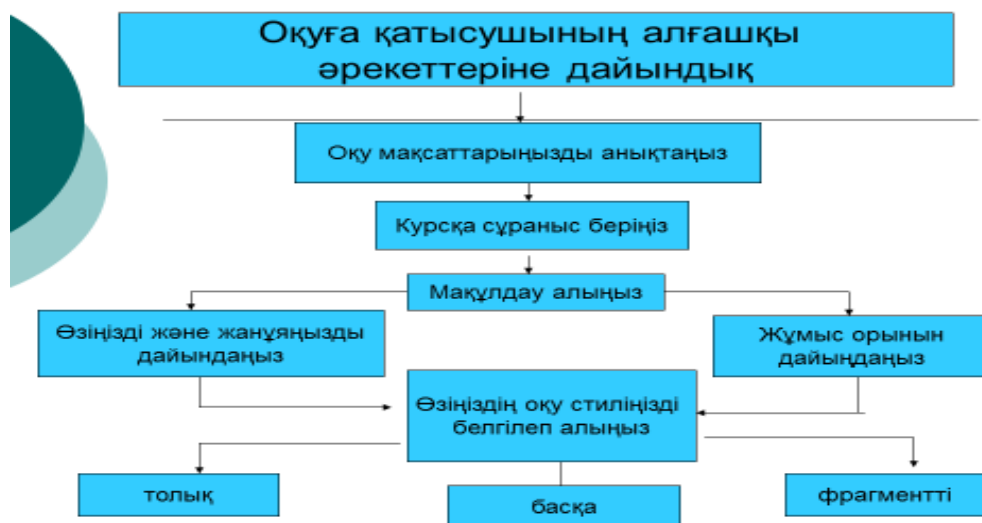 Оқуға қатысушының алғашқы
әрекеттеріне дайындық
Оқу мақсаттарыңызды анықтаңыз
Курсқа сұраныс беріңіз
Мақұлдау алыңыз
Өзіңізді және жанұяңызды
дайындаңыз
Жұмыс орынын
дайыңдаңыз
Өзіңіздің оқу стиліңізді
белгілеп алыңыз
толық
басқа
фрагментті